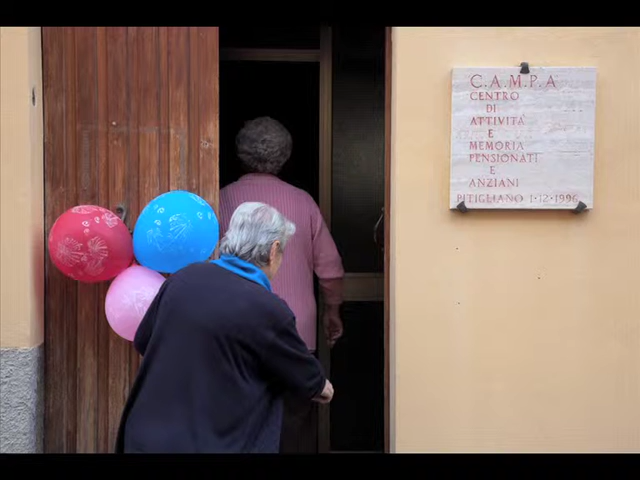 C.A.M.P.A
CENTRO
DI
ATTIVITÀ
E
MEMORIA
PENSIONATI
E
ANZIANI
PITIGLIANO 1·12·1996